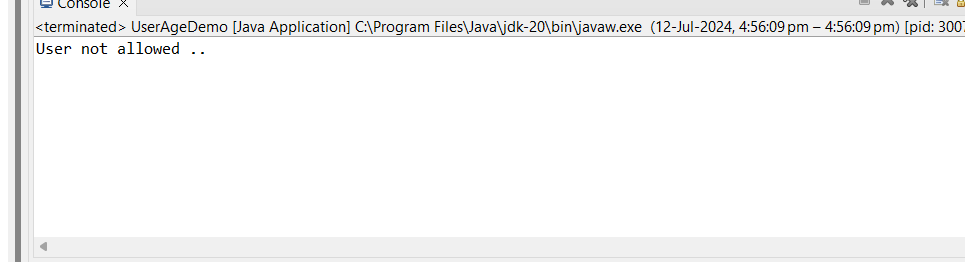 Console
<terminated> UserAgeDemo [Java Application] C:\Program Files\Java\jdk-20\bin\javaw.exe (12-Jul-2024, 4:56:09 pm – 4:56:09 pm) [pid: 3007
User not allowed ..